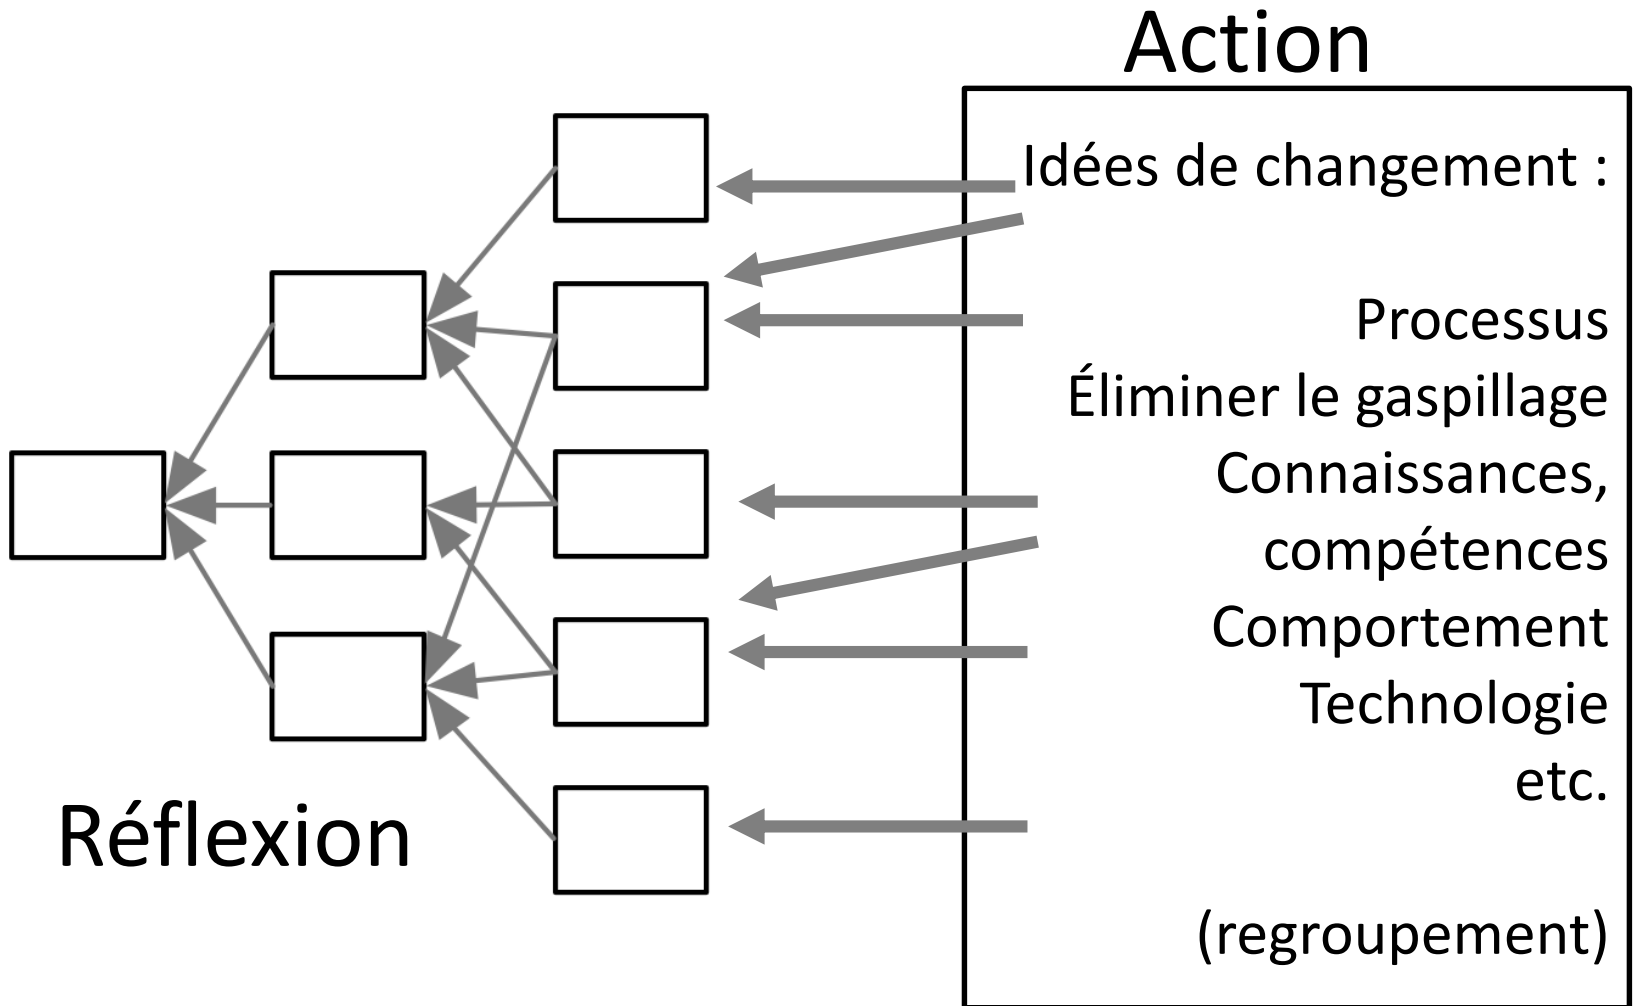 Action
Idées de changement :
Processus
Éliminer le gaspillage
Connaissances,
compétences
Comportement
Technologie
etc.
(regroupement)
Réflexion